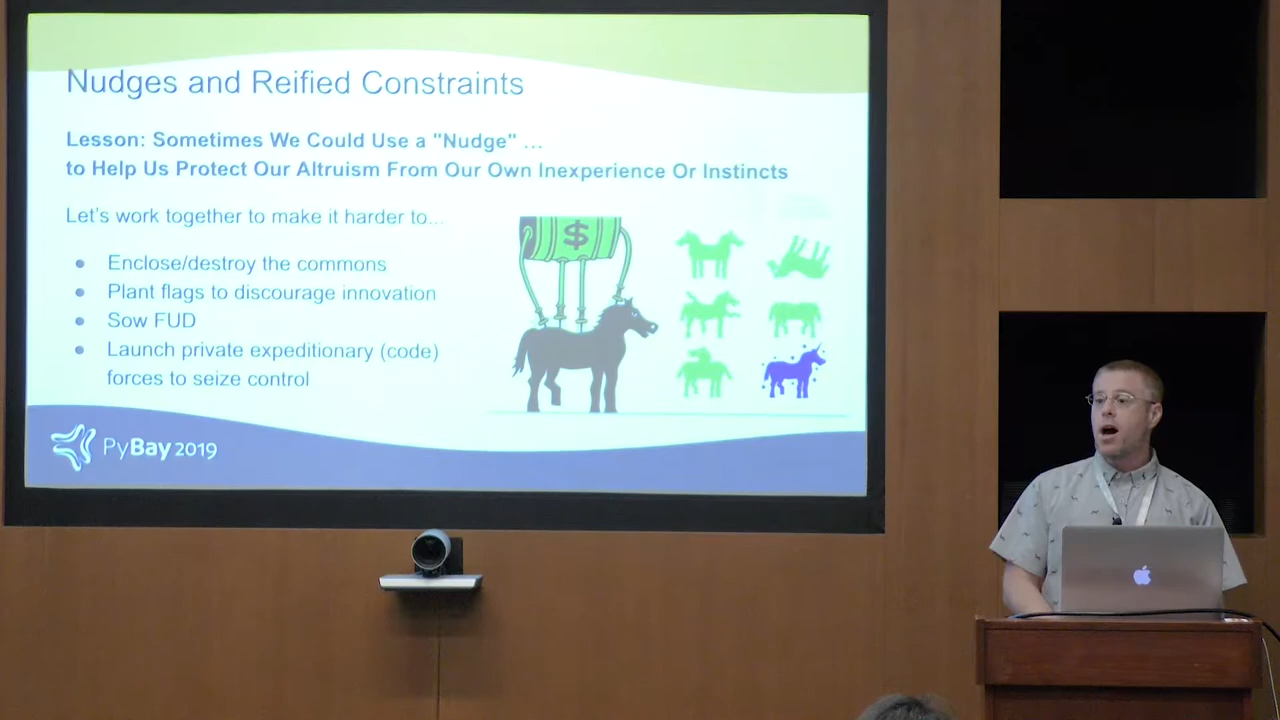 Nudges and Reified Constraints
Lesson: Sometimes We Could Use a "Nudge" ...
to Help Us Protect Our Altruism From Our Own Inexperience Or Instincts
Let's work together to make it harder to...
Enclose/destroy the commons
Plant flags to discourage innovation
Sow FUD
Launch private expeditionary (code)
forces to seize control
$
PyBay 2019